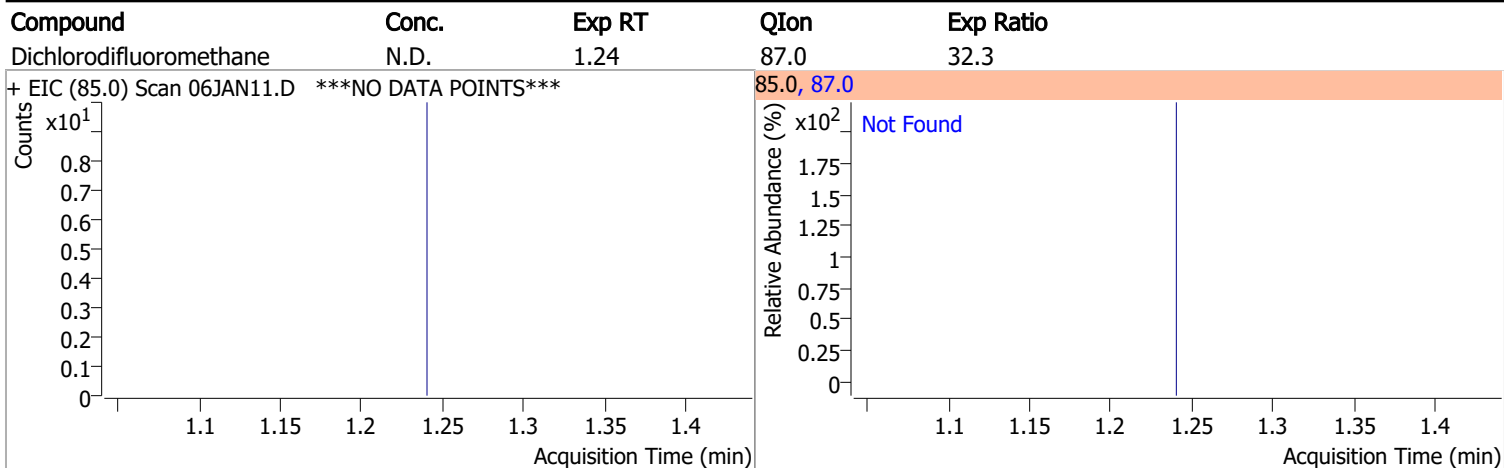 Compound Conc. Exp RT QIon Exp Ratio
Dichlorodifluoromethane N.D. 1.24 87.0 32.3
+ EIC (85.0) Scan 06JAN11.D ***NO DATA POINTS***
Counts
x10¹
0.8
0.7
0.6
0.5
0.4
0.3
0.2
0.1
0
1.1 1.15 1.2 1.25 1.3 1.35 1.4
Acquisition Time (min)
85.0, 87.0
Relative Abundance (%)
x10²
Not Found
1.75
1.5
1.25
1
0.75
0.5
0.25
0
1.1 1.15 1.2 1.25 1.3 1.35 1.4
Acquisition Time (min)